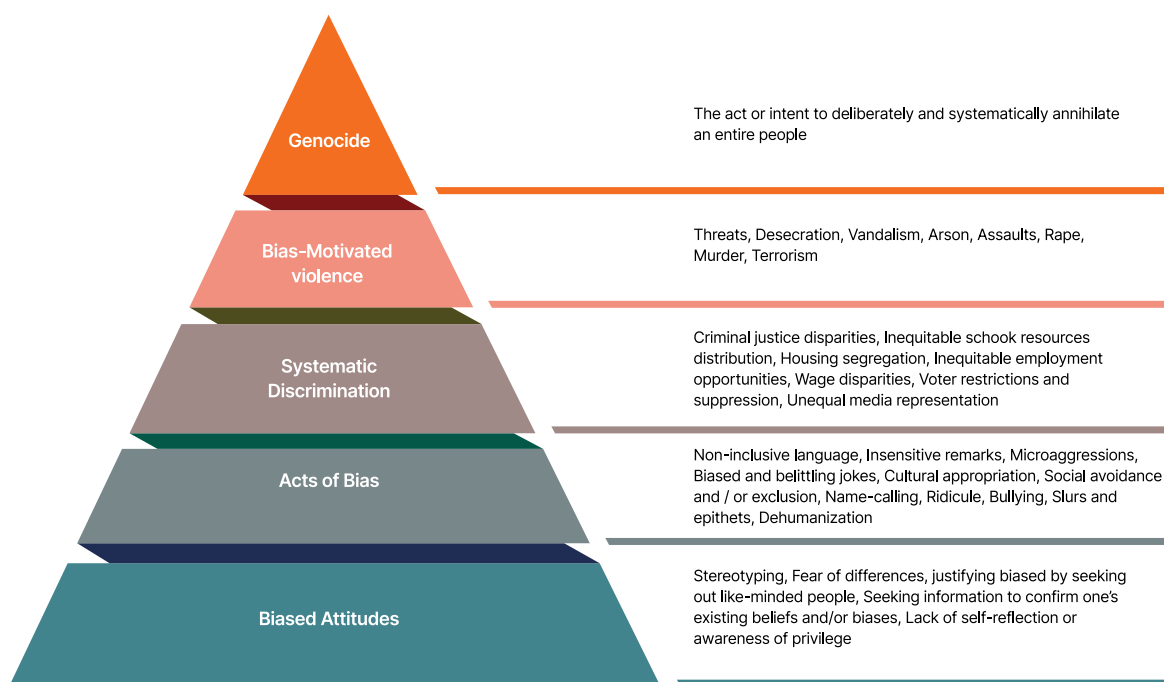 Genocide
The act or intent to deliberately and systematically annihilate
an entire people
Bias-Motivated
violence
Threats, Desecration, Vandalism, Arson, Assaults, Rape,
Murder, Terrorism
Systematic
Discrimination
Criminal justice disparities, Inequitable schook resources
distribution, Housing segregation, Inequitable employment
opportunities, Wage disparities, Voter restrictions and
suppression, Unequal media representation
Acts of Bias
Non-inclusive language, Insensitive remarks, Microaggressions,
Biased and belittling jokes, Cultural appropriation, Social avoidance
and / or exclusion, Name-calling, Ridicule, Bullying, Slurs and
epithets, Dehumanization
Biased Attitudes
Stereotyping, Fear of differences, justifying biased by seeking
out like-minded people, Seeking information to confirm one’s
existing beliefs and/or biases, Lack of self-reflection or
awareness of privilege